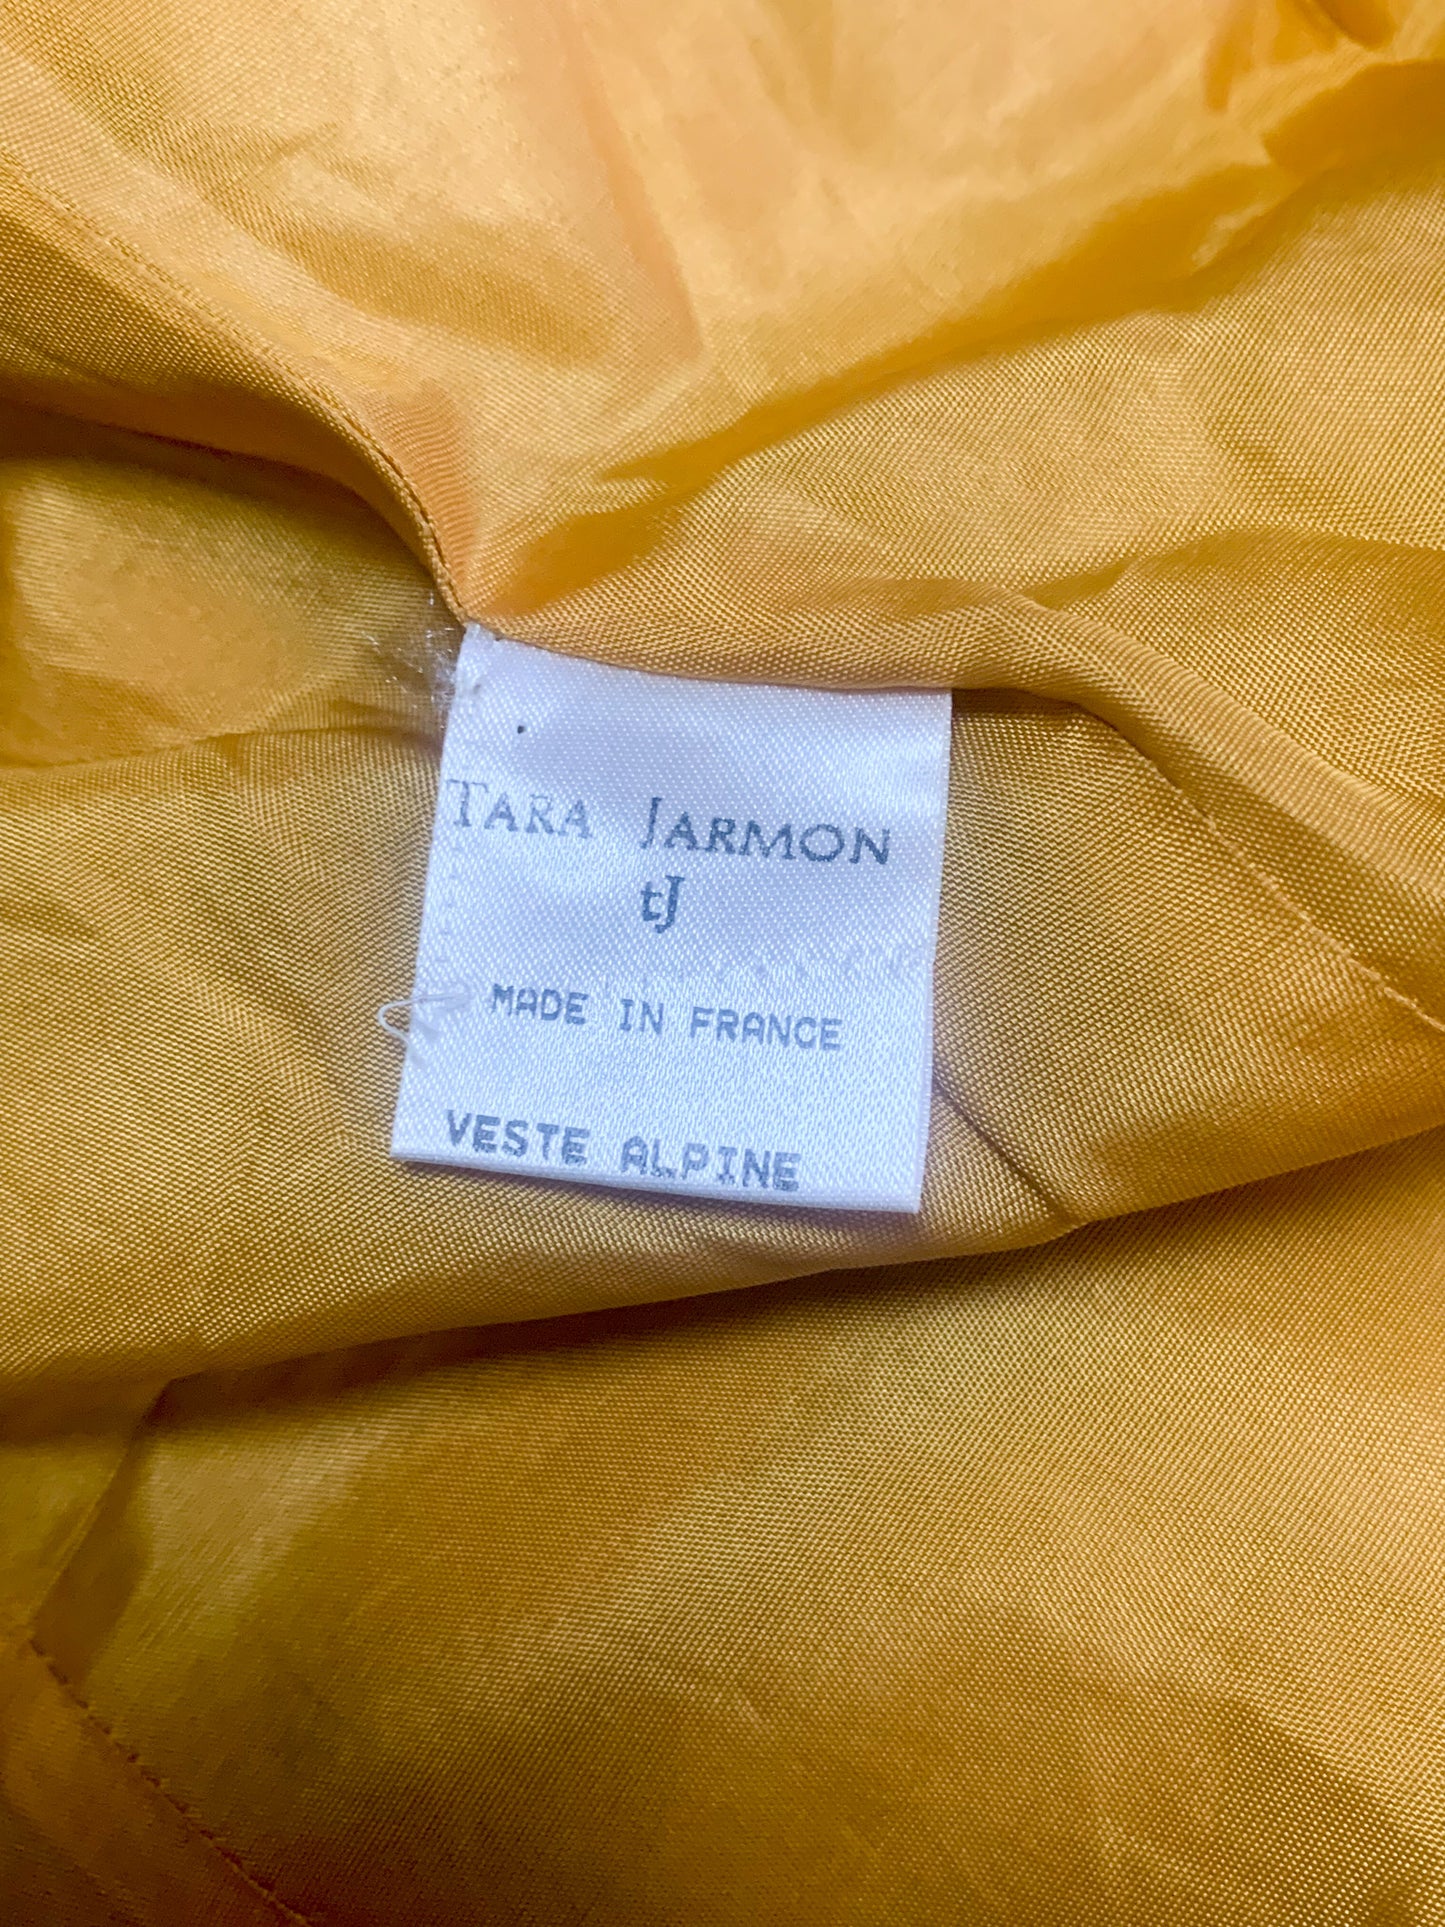 TARA JARMON
tJ
MADE IN FRANCE
VESTE ALPINE